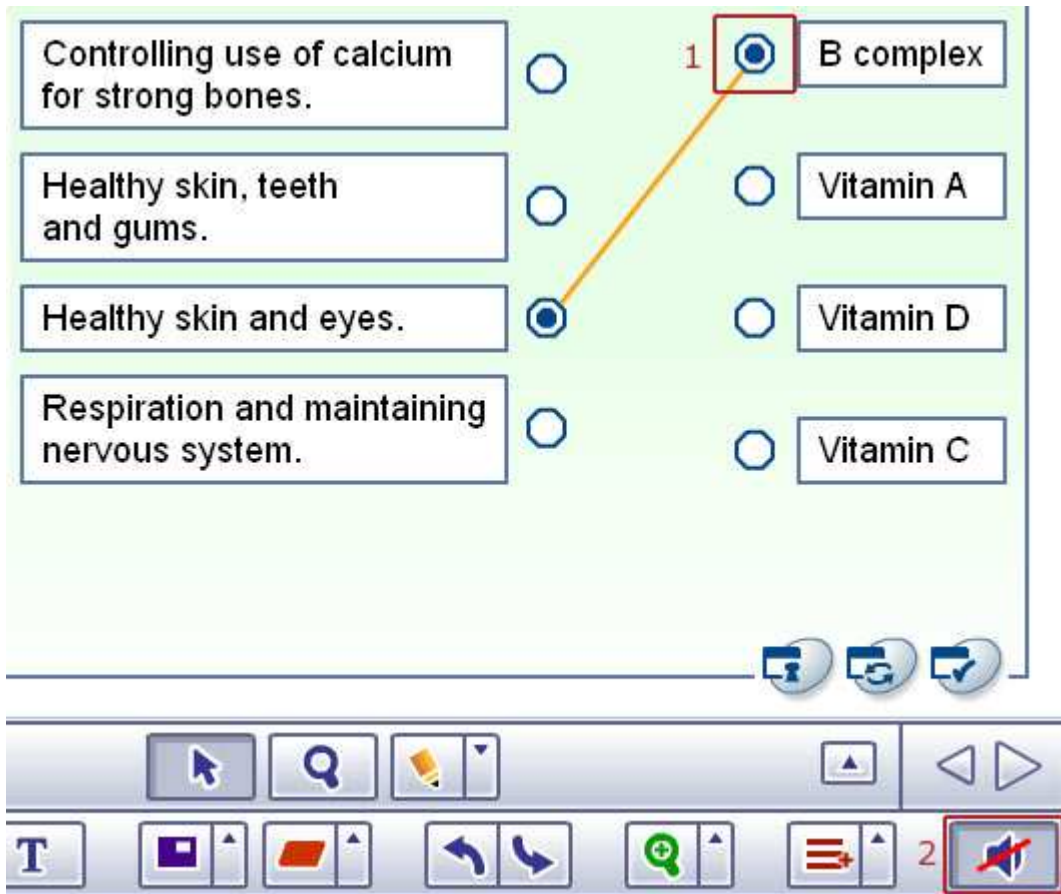 Controlling use of calcium
for strong bones.
1
B complex
Healthy skin, teeth
and gums.
Vitamin A
Healthy skin and eyes.
Vitamin D
Respiration and maintaining
nervous system.
Vitamin C
T
2